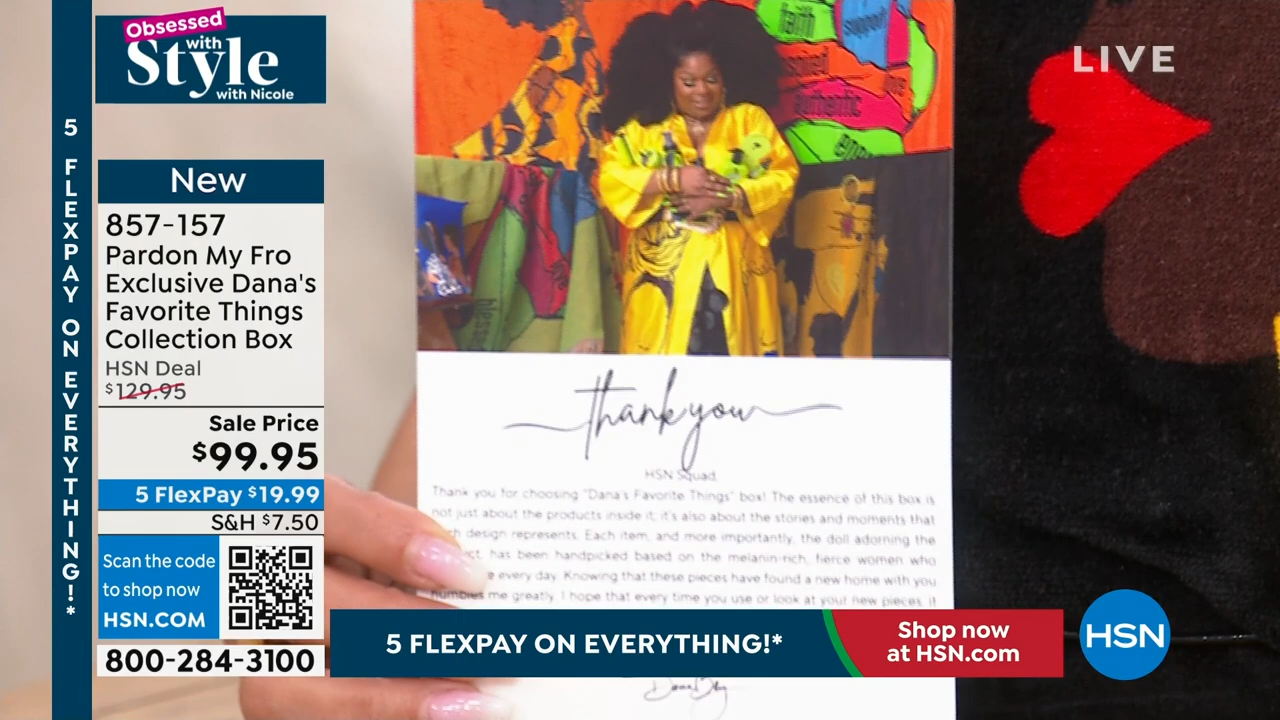 Obsessed
with
Style
with Nicole
5 FLEXPAY ON EVERYTHING!*
New
857-157
Pardon My Fro
Exclusive Dana's
Favorite Things
Collection Box
HSN Deal
$129.95
Sale Price
$99.95
5 FlexPay $19.99
S&H $7.50
Scan the code
to shop now
HSN.COM
800-284-3100
LIVE
faith
support
authentic
thank you
HSN Squad,
Thank you for choosing "Dana's Favorite Things" box! The essence of this box is
not just about the products inside it; it's also about the stories and moments that
design represents. Each item, and more importantly, the doll adorning the
has been handpicked based on the melanin-rich, fierce women who
every day. Knowing that these pieces have found a new home with you
humbles me greatly. I hope that every time you use or look at your new pieces, it
5 FLEXPAY ON EVERYTHING!*
Shop now
at HSN.com
HSN